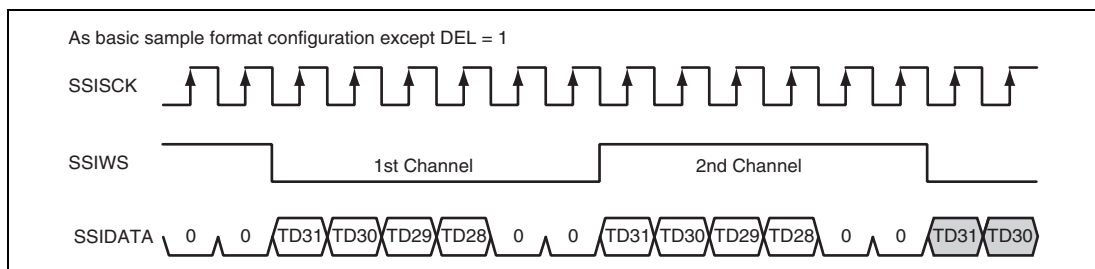 As basic sample format configuration except DEL = 1
SSISCK
SSIWS 1st Channel 2nd Channel
SSIDATA 0 0 TD31 TD30 TD29 TD28 0 0 TD31 TD30 TD29 TD28 0 0 TD31 TD30